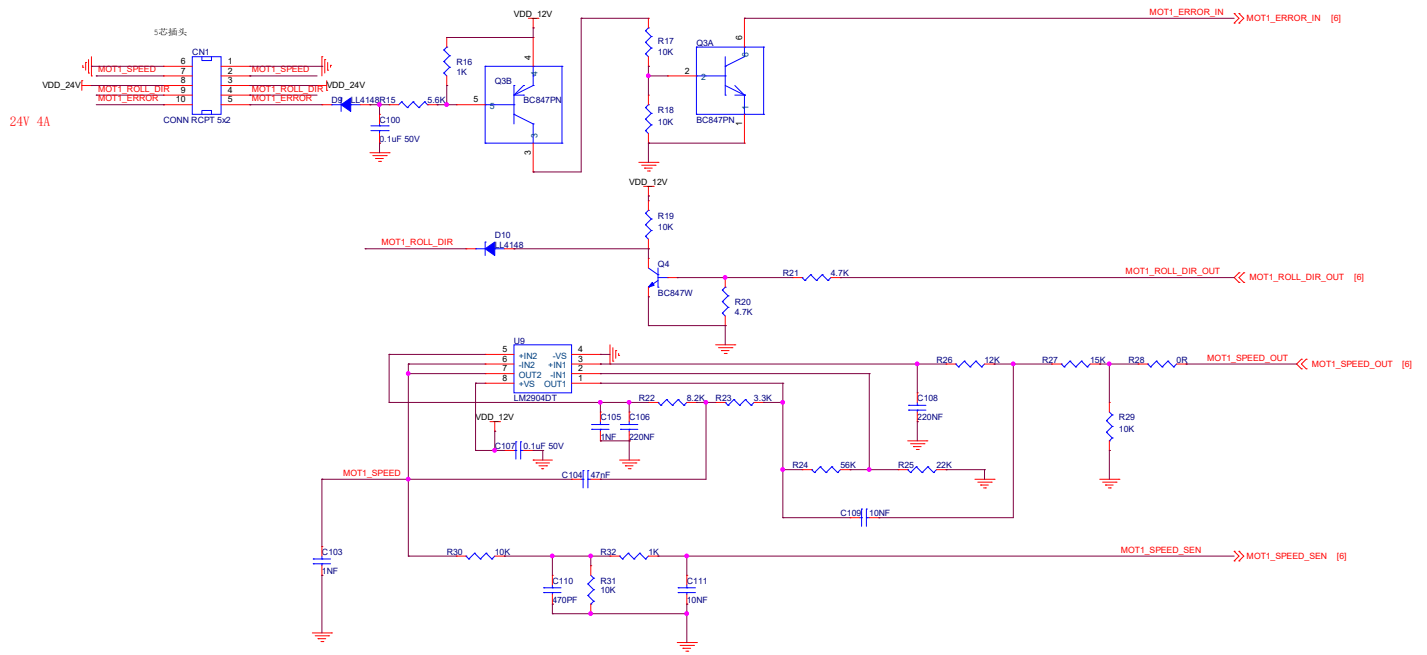 VDD_12V
MOT1_ERROR_IN
MOT1_ERROR_IN [6]
5芯插头
CN1
6 1
MOT1_SPEED 7 2 MOT1_SPEED
VDD_24V 8 3 VDD_24V
MOT1_ROLL_DIR 9 4 MOT1_ROLL_DIR
MOT1_ERROR 10 5 MOT1_ERROR
CONN RCPT 5x2
24V 4A
D9 LL4148
R15 5.6K
C100
0.1uF 50V
R16
1K
Q3B
BC847PN
4
4
5
5
3
3
R17
10K
R18
10K
Q3A
BC847PN
6
6
2
2
1
1
VDD_12V
R19
10K
D10
LL4148
MOT1_ROLL_DIR
Q4
BC847W
R21 4.7K
R20
4.7K
MOT1_ROLL_DIR_OUT
MOT1_ROLL_DIR_OUT [6]
U9
5 +IN2 -VS 4
6 -IN2 +IN1 3
7 OUT2 -IN1 2
8 +VS OUT1 1
LM2904DT
R26 12K
R27 15K
R28 0R
MOT1_SPEED_OUT
MOT1_SPEED_OUT [6]
R22 8.2K
R23 3.3K
C105
1NF
C106
220NF
C108
220NF
R29
10K
VDD_12V
C107 0.1uF 50V
R24 56K
R25 22K
MOT1_SPEED
C104 47nF
C109 10NF
C103
1NF
R30 10K
R32 1K
MOT1_SPEED_SEN
MOT1_SPEED_SEN [6]
C110
470PF
R31
10K
C111
10NF